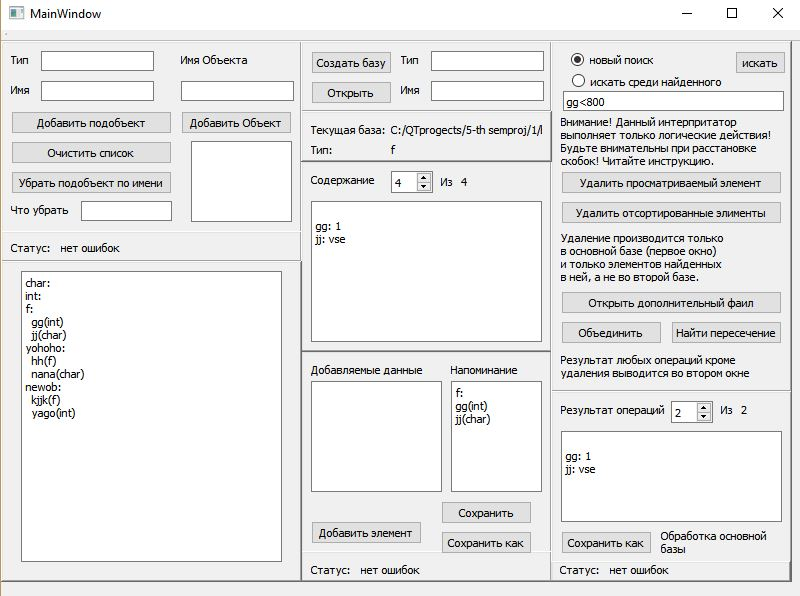 MainWindow
Тип
Имя Объекта
Имя
Добавить подобъект
Добавить Объект
Очистить список
Убрать подобъект по имени
Что убрать
Статус: нет ошибок
char:
int:
f:
gg(int)
jj(char)
yohoho:
hh(f)
nana(char)
newob:
kjjk(f)
yago(int)
Создать базу
Тип
Открыть
Имя
Текущая база: C:/QTprogects/5-th semproj/1/l
Тип: f
Содержание 4 Из 4
gg: 1
jj: vse
Добавляемые данные
Напоминание
f:
gg(int)
jj(char)
Сохранить
Добавить элемент
Сохранить как
Статус: нет ошибок
новый поиск
искать
искать среди найденного
gg<800
Внимание! Данный интерпритатор
выполняет только логические действия!
Будьте внимательны при расстановке
скобок! Читайте инструкцию.
Удалить просматриваемый элемент
Удалить отсортированные элименты
Удаление производится только
в основной базе (первое окно)
и только элементов найденных
в ней, а не во второй базе.
Открыть дополнительный фаил
Объединить
Найти пересечение
Результат любых операций кроме
удаления выводится во втором окне
Результат операций 2 Из 2
gg: 1
jj: vse
Сохранить как
Обработка основной
базы
Статус: нет ошибок